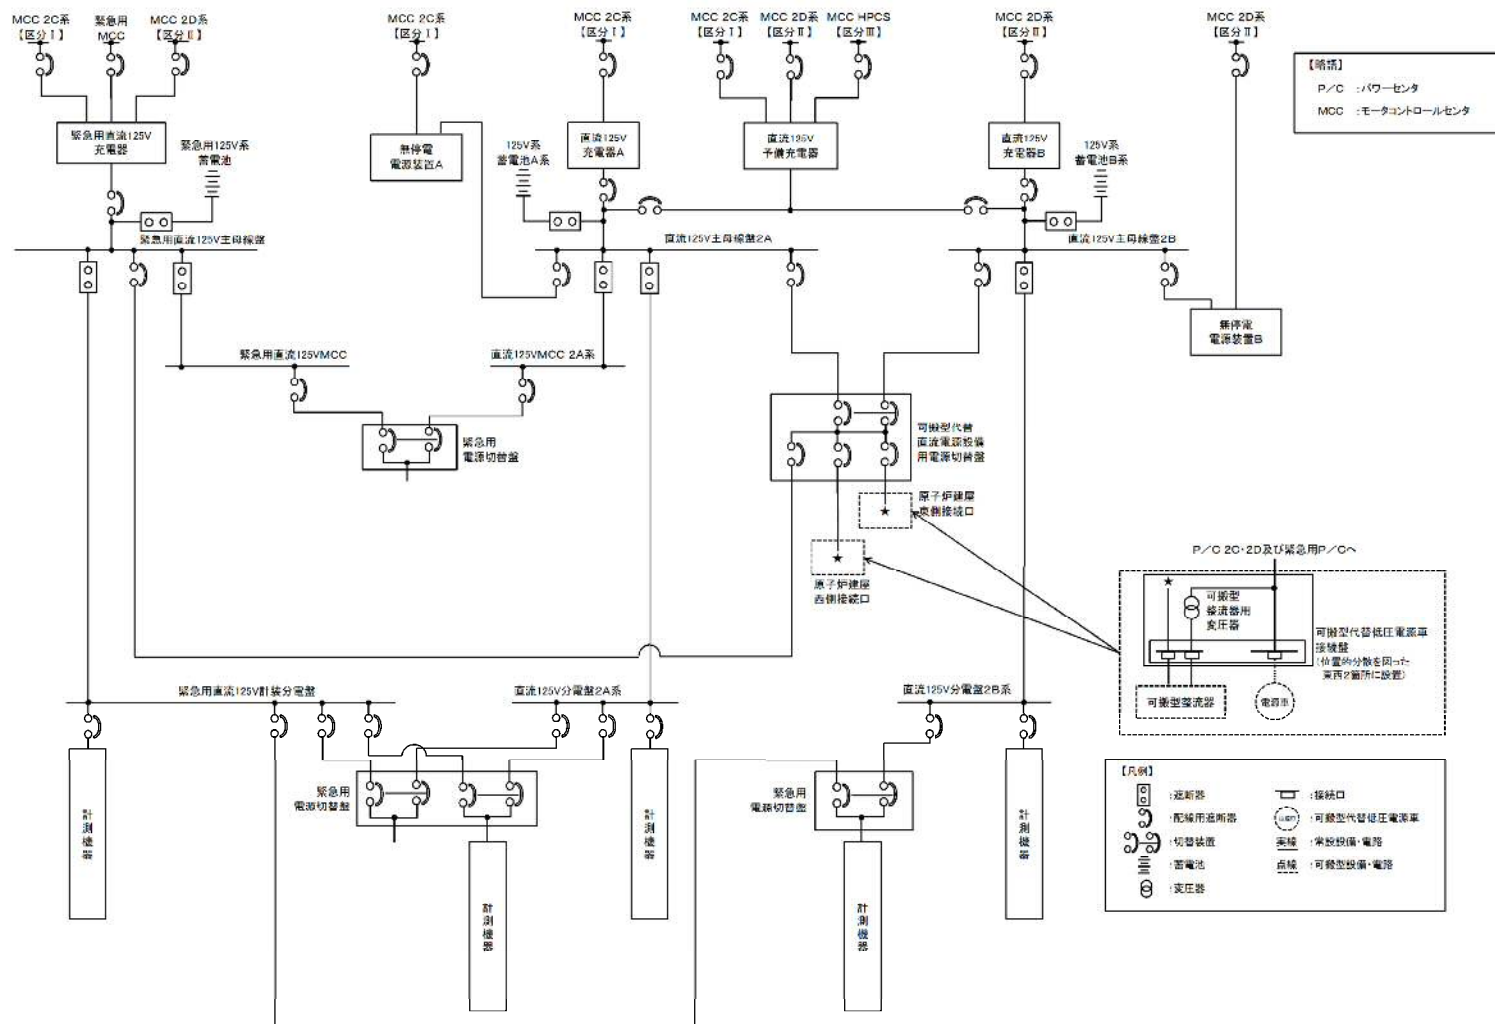 MCC 2C系
【区分Ⅰ】
緊急用
MCC
MCC 2D系
【区分Ⅱ】
MCC 2C系
【区分Ⅰ】
MCC 2C系
【区分Ⅰ】
MCC 2C系
【区分Ⅰ】
MCC 2D系
【区分Ⅱ】
MCC HPCS
【区分Ⅲ】
MCC 2D系
【区分Ⅱ】
MCC 2D系
【区分Ⅱ】
【略語】
P/C :パワーセンタ
MCC :モータコントロールセンタ
緊急用直流125V
充電器
緊急用125V系
蓄電池
無停電
電源装置A
125V系
蓄電池A系
直流125V
充電器A
直流125V
予備充電器
直流125V
充電器B
125V系
蓄電池B系
緊急用直流125V主母線盤
直流125V主母線盤2A
直流125V主母線盤2B
無停電
電源装置B
緊急用直流125VMCC
直流125VMCC 2A系
緊急用
電源切替盤
可搬型代替
直流電源設備
用電源切替盤
原子炉建屋
東側接続口
原子炉建屋
西側接続口
P/C 2C・2D及び緊急用P/Cへ
可搬型
整流器用
変圧器
可搬型代替低圧電源車
接続盤
(位置的分散を図った
東西2箇所に設置)
可搬型整流器
電源車
緊急用直流125V計装分電盤
直流125V分電盤2A系
直流125V分電盤2B系
緊急用
電源切替盤
緊急用
電源切替盤
計測機器
計測機器
計測機器
計測機器
計測機器
【凡例】
:遮断器
:配線用遮断器
:切替装置
:蓄電池
:変圧器
:接続口
:可搬型代替低圧電源車
実線 :常設設備・電路
点線 :可搬型設備・電路